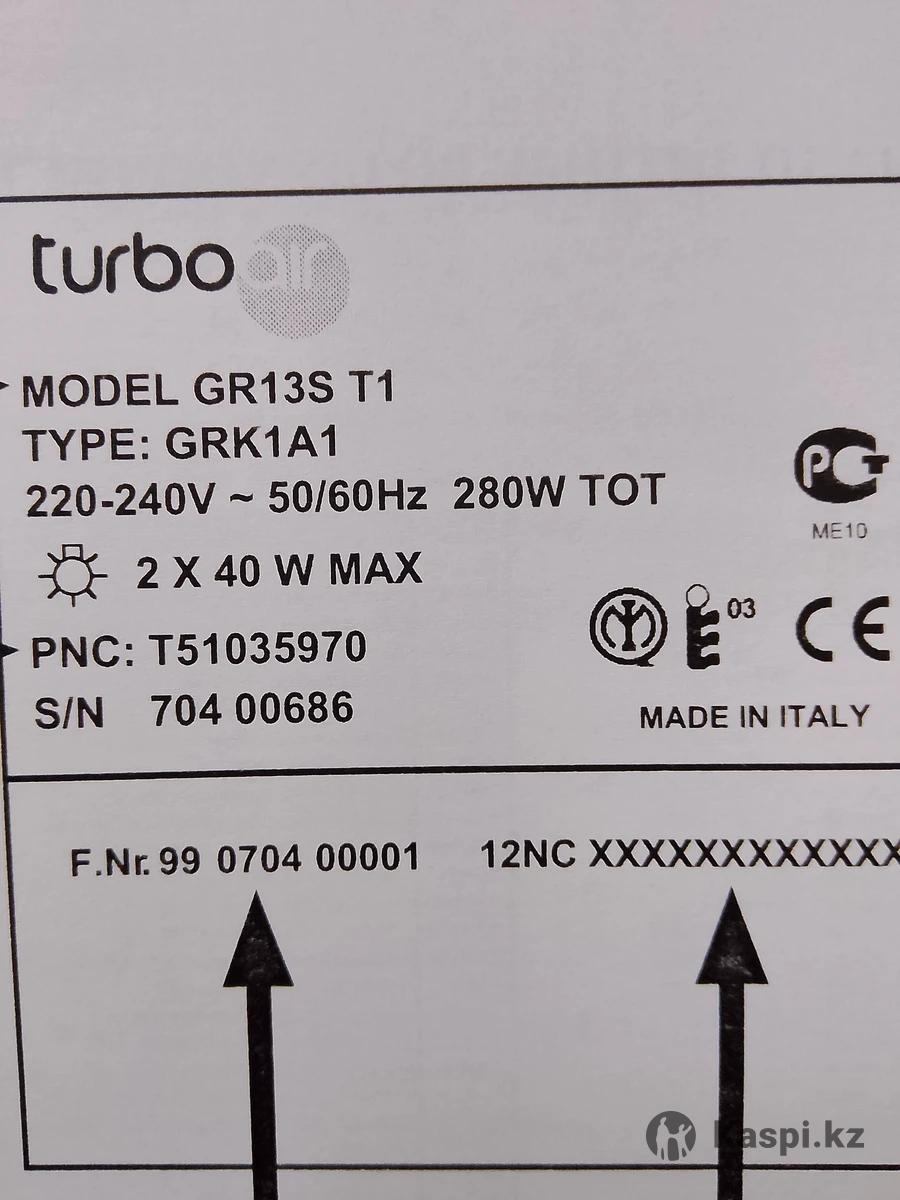 turbo air
MODEL GR13S T1
TYPE: GRK1A1
220-240V ~ 50/60Hz 280W TOT
ME10
2 X 40 W MAX
03
CE
PNC: T51035970
S/N 704 00686
MADE IN ITALY
F.Nr. 99 0704 00001 12NC XXXXXXXXXXXX
Kaspi.kz